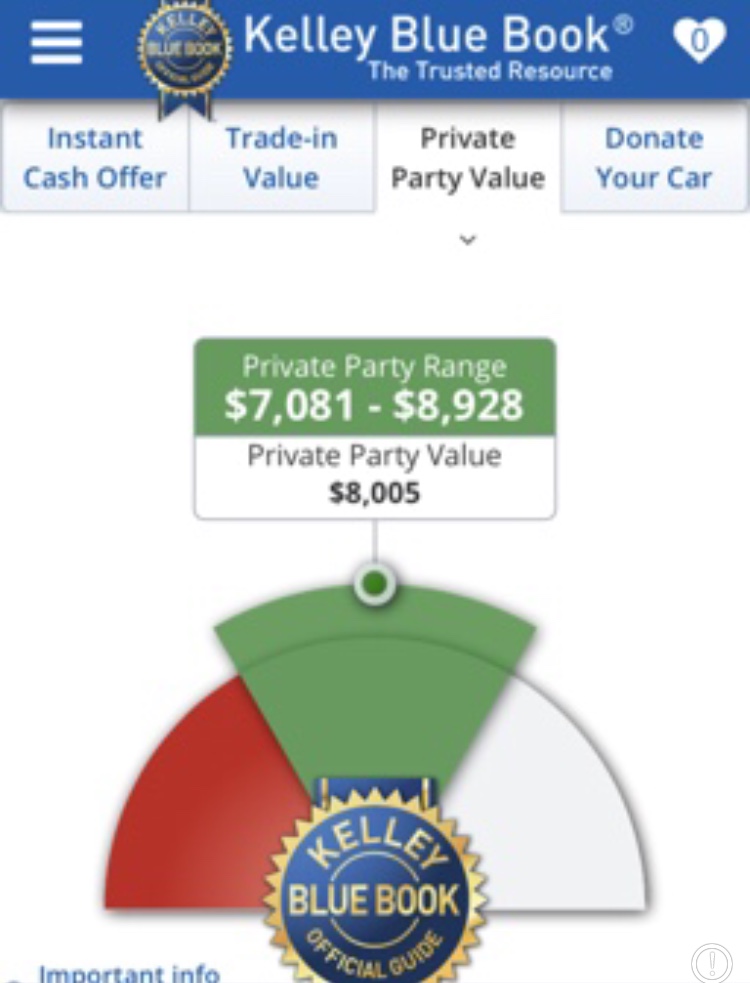 KELLEY
BLUE BOOK
OFFICIAL GUIDE
Kelley Blue Book®
The Trusted Resource
0
Instant
Cash Offer
Trade-in
Value
Private
Party Value
Donate
Your Car
Private Party Range
$7,081 - $8,928
Private Party Value
$8,005
KELLEY
BLUE BOOK
OFFICIAL GUIDE
Important info